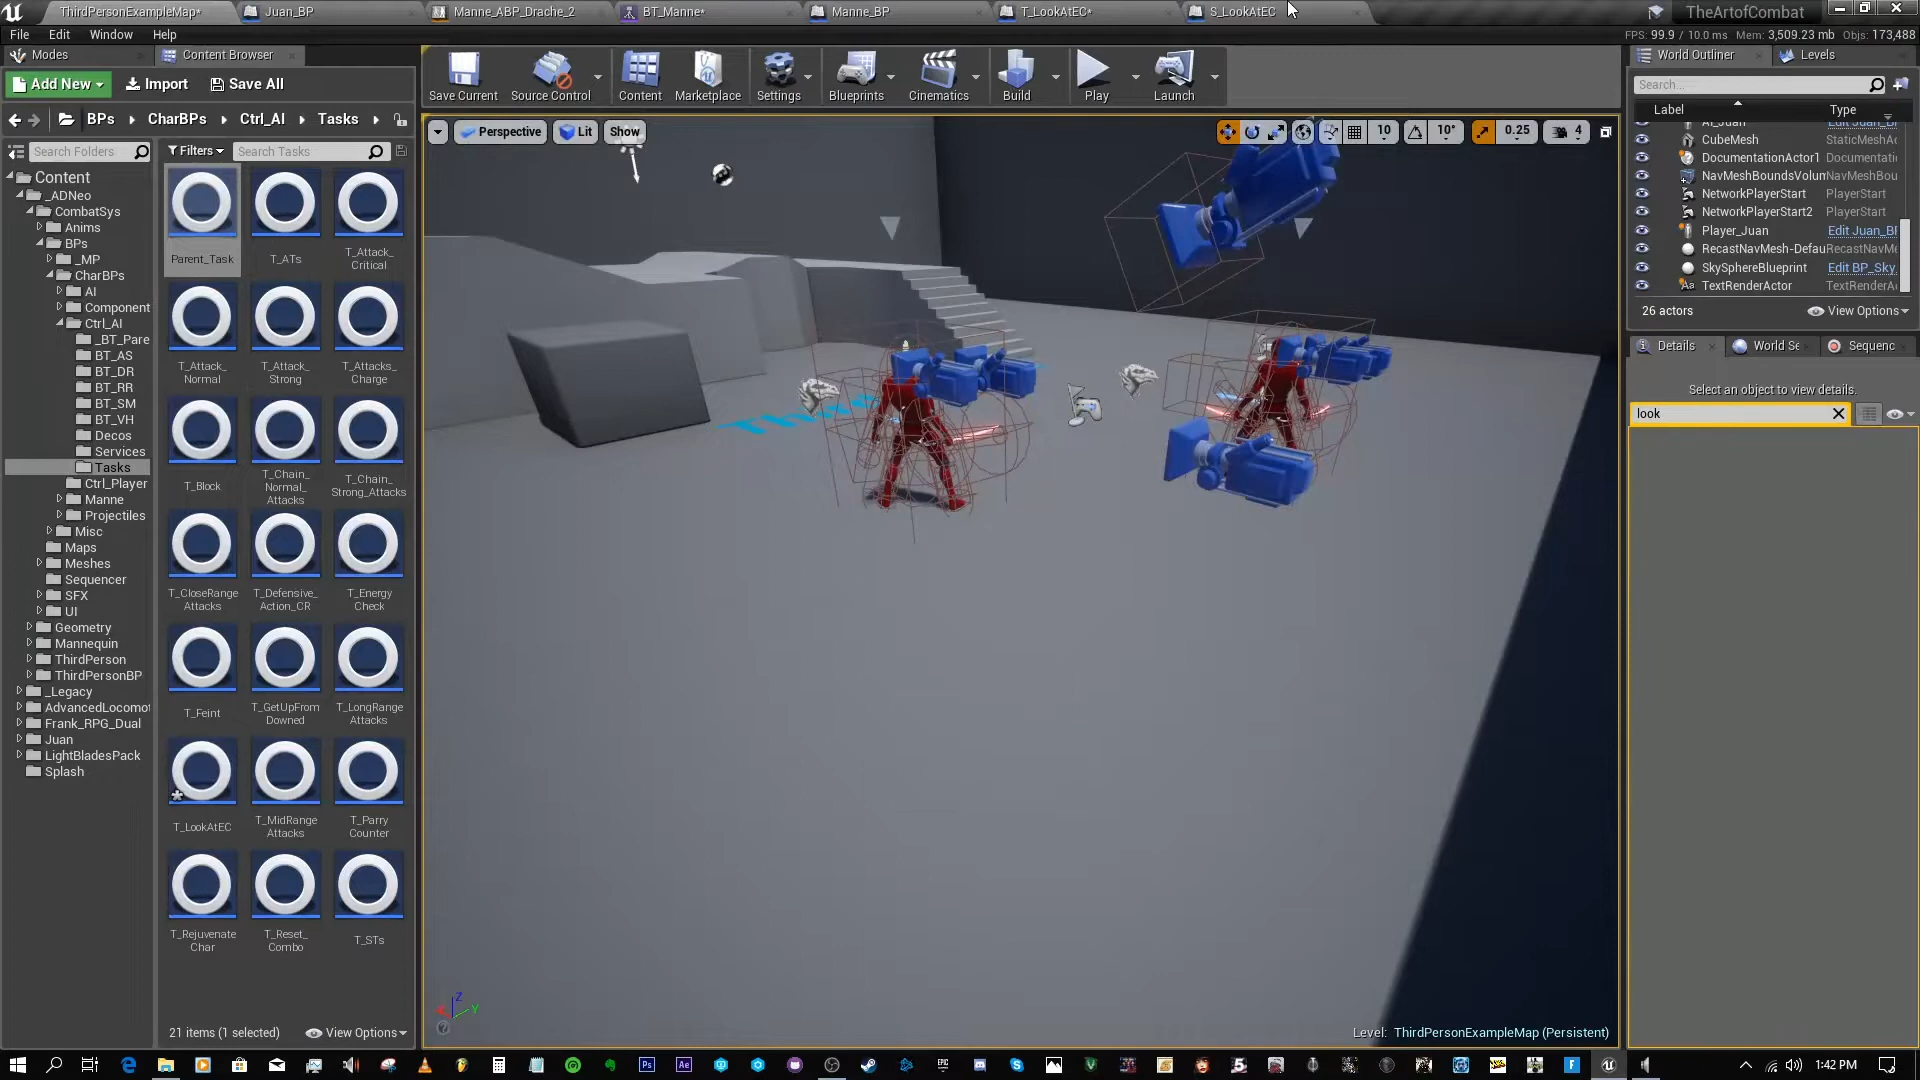 ThirdPersonExampleMap*
Juan_BP
Manne_ABP_Drache_2
BT_Manne*
Manne_BP
T_LookAtEC*
S_LookAtEC
TheArtofCombat
File
Edit
Window
Help
FPS: 99.9 / 10.0 ms
Mem: 3,509.23 mb
Objs: 173,488
Modes
Content Browser
World Outliner
Levels
Add New
Import
Save All
Save Current
Source Control
Content
Marketplace
Settings
Blueprints
Cinematics
Build
Play
Launch
Search...
Label
Type
BPs
CharBPs
Ctrl_AI
Tasks
Perspective
Lit
Show
10
10°
0.25
4
AI_Juan Edit Juan_B
CubeMesh StaticMeshAc
DocumentationActor1 Documentati
NavMeshBoundsVolum NavMeshBou
NetworkPlayerStart PlayerStart
NetworkPlayerStart2 PlayerStart
Player_Juan Edit Juan_B
RecastNavMesh-Defau RecastNavMe
SkySphereBlueprint Edit BP_Sky
TextRenderActor TextRenderA
26 actors
View Options
Search Folders
Filters
Search Tasks
Content
_ADNeo
CombatSys
Anims
BPs
_MP
CharBPs
AI
Component
Ctrl_AI
_BT_Pare
BT_AS
BT_DR
BT_RR
BT_SM
BT_VH
Decos
Services
Tasks
Ctrl_Player
Manne
Projectiles
Misc
Maps
Meshes
Sequencer
SFX
UI
Geometry
Mannequin
ThirdPerson
ThirdPersonBP
_Legacy
AdvancedLocomot
Frank_RPG_Dual
Juan
LightBladesPack
Splash
Parent_Task
T_ATs
T_Attack_
Critical
T_Attack_
Normal
T_Attack_
Strong
T_Attacks_
Charge
T_Block
T_Chain_
Normal_
Attacks
T_Chain_
Strong_Attacks
T_CloseRange
Attacks
T_Defensive_
Action_CR
T_Energy
Check
T_Feint
T_GetUpFrom
Downed
T_LongRange
Attacks
T_LookAtEC
T_MidRange
Attacks
T_Parry
Counter
T_Rejuvenate
Char
T_Reset_
Combo
T_STs
21 items (1 selected)
View Options
Details
World Se
Sequenc
Select an object to view details.
look
Z
Y
Level: ThirdPersonExampleMap (Persistent)
1:42 PM